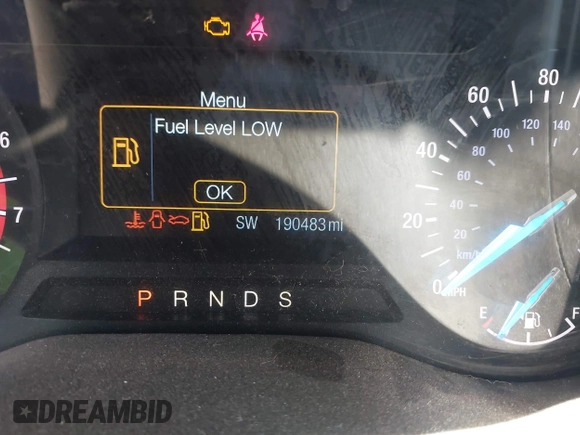 Menu
Fuel Level LOW
OK
SW 190483 mi
P R N D S
6
7
0
20
40
60
80
20
40
60
80
100
120
140
km/h
MPH
E
F
DREAMBID